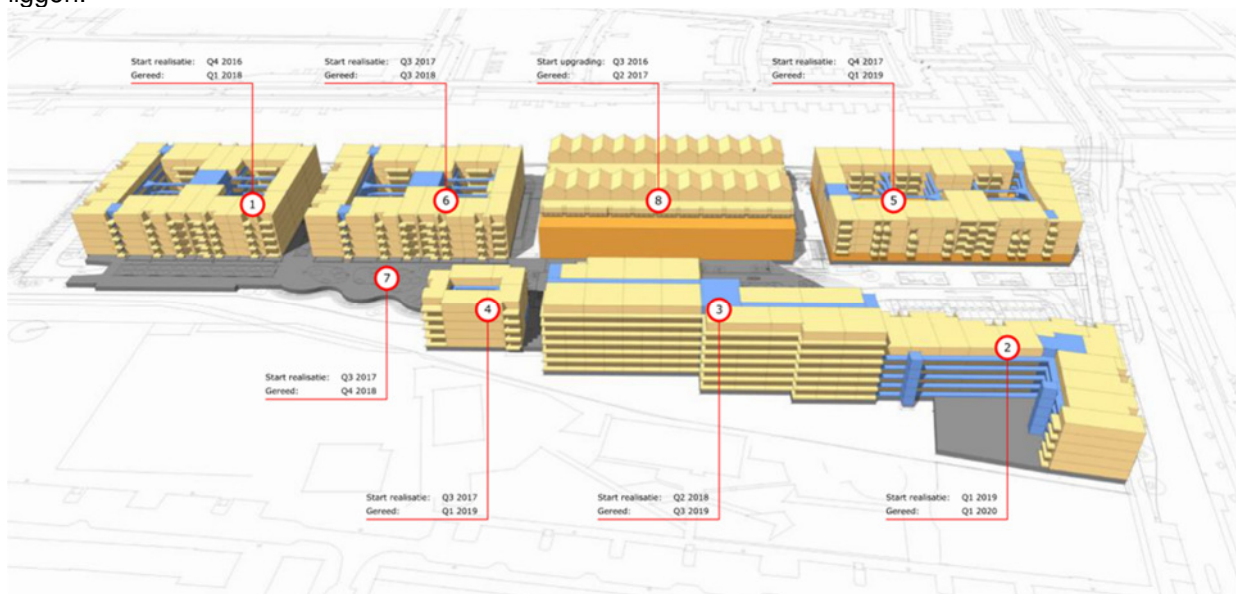 Start realisatie: Q4 2016
Gereed: Q1 2018
Start realisatie: Q3 2017
Gereed: Q3 2018
Start upgrading: Q3 2016
Gereed: Q2 2017
Start realisatie: Q4 2017
Gereed: Q1 2019
1
6
8
5
7
4
3
2
Start realisatie: Q3 2017
Gereed: Q4 2018
Start realisatie: Q3 2017
Gereed: Q1 2019
Start realisatie: Q2 2018
Gereed: Q3 2019
Start realisatie: Q1 2019
Gereed: Q1 2020